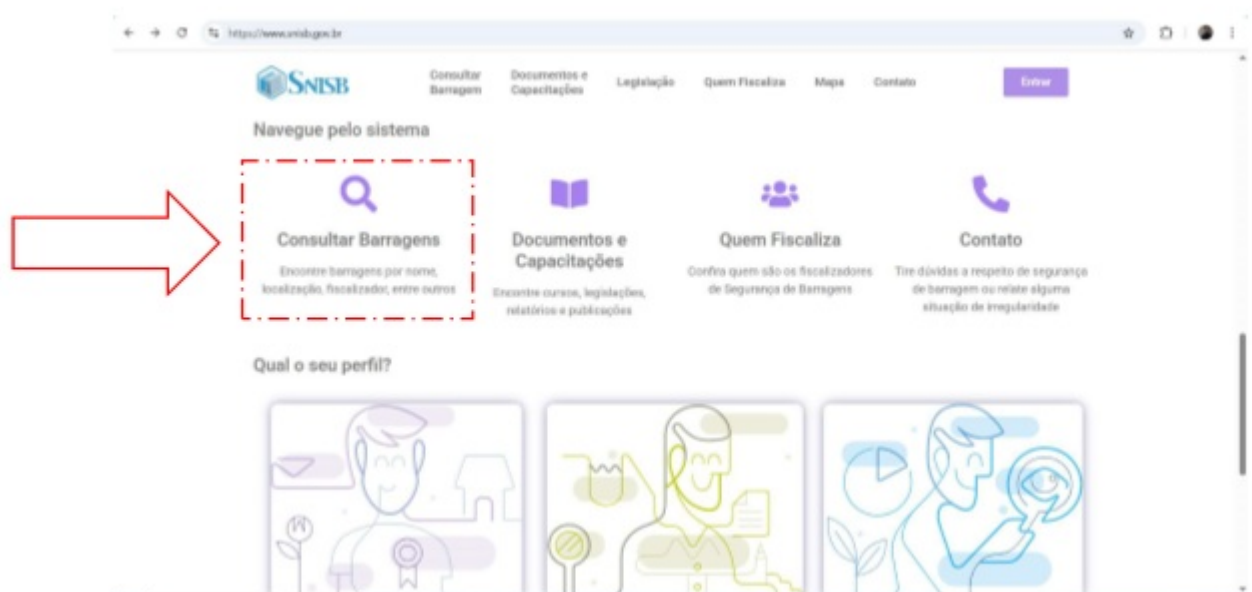 https://www.snisb.gov.br
SNISB
Consultar Barragem
Documentos e Capacitações
Legislação
Quem Fiscaliza
Mapa
Contato
Entrar
Navegue pelo sistema
Consultar Barragens
Encontre barragens por nome,
localização, fiscalizador, entre outros
Documentos e
Capacitações
Encontre cursos, legislações,
relatórios e publicações
Quem Fiscaliza
Confira quem são os fiscalizadores
de Segurança de Barragens
Contato
Tire dúvidas a respeito de segurança
de barragem ou relate alguma
situação de irregularidade
Qual o seu perfil?